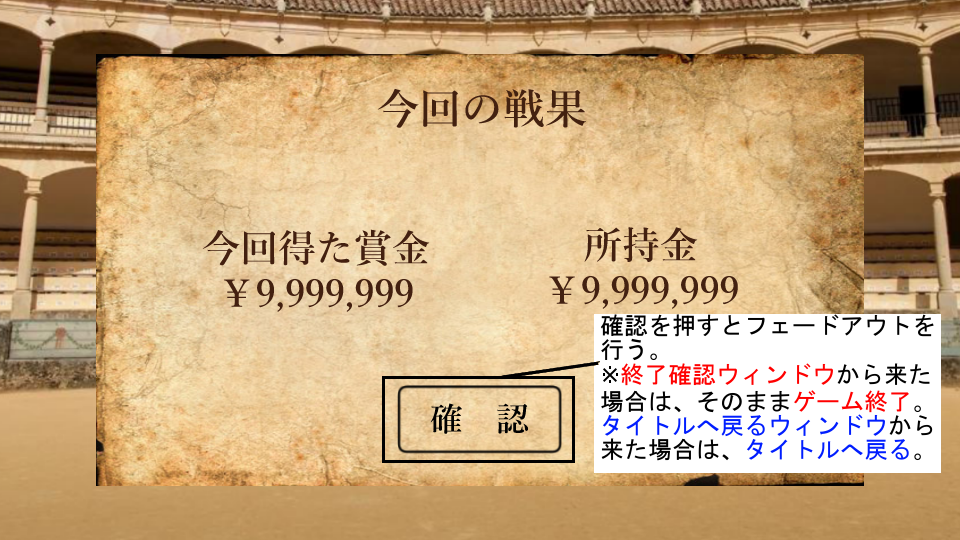 今回の戦果
今回得た賞金
￥9,999,999
所持金
￥9,999,999
確　認
確認を押すとフェードアウトを
行う。
※終了確認ウィンドウから来た
場合は、そのままゲーム終了。
タイトルへ戻るウィンドウから
来た場合は、タイトルへ戻る。